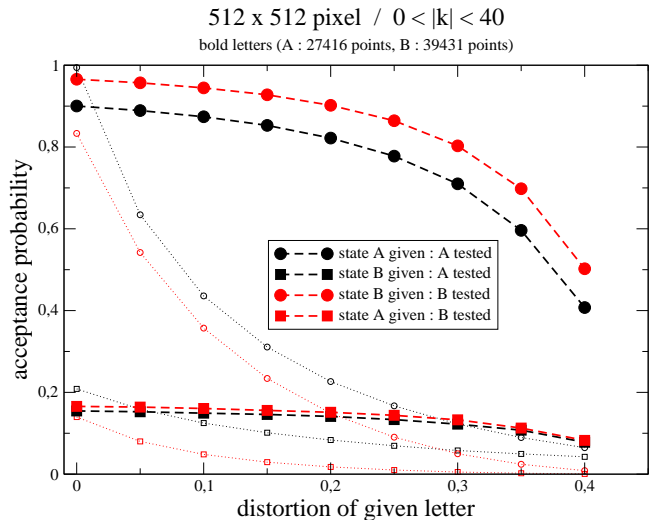 512 x 512 pixel / 0 < |k| < 40
bold letters (A : 27416 points, B : 39431 points)
1
0,8
0,6
0,4
0,2
0
acceptance probability
state A given : A tested
state B given : A tested
state B given : B tested
state A given : B tested
0 0,1 0,2 0,3 0,4
distortion of given letter